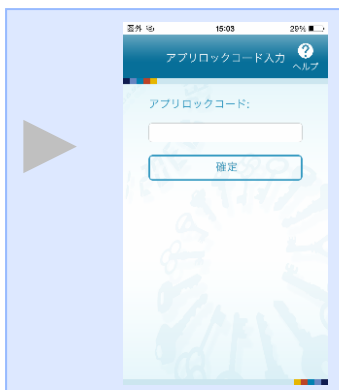 圏外 15:03 29%
アプリロックコード入力 ?
ヘルプ
アプリロックコード:
確定